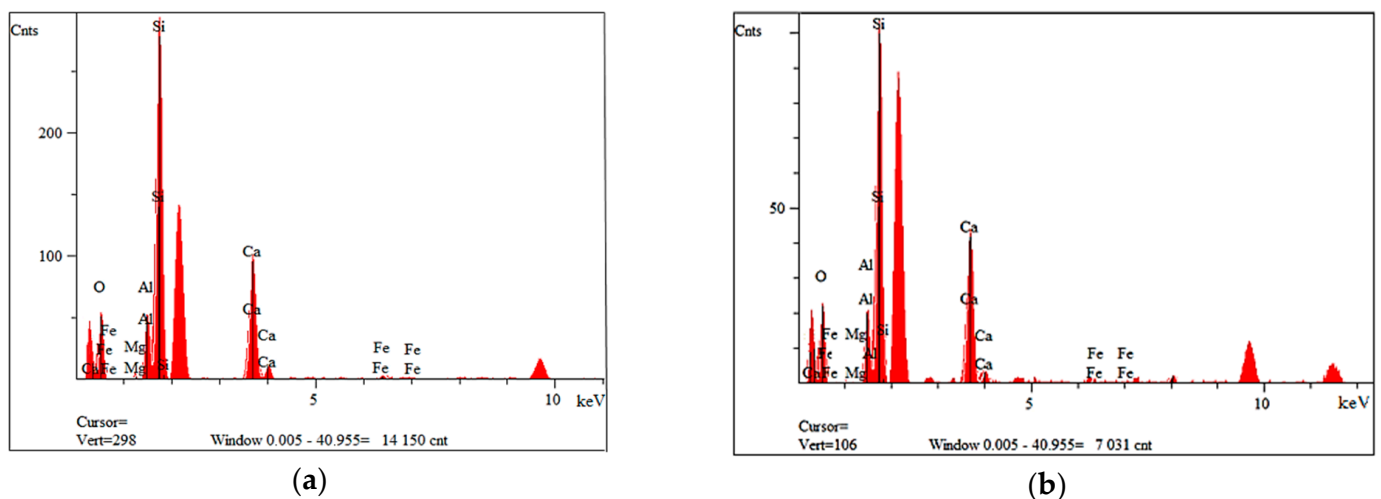 Cnts
Si
200
Si
100
Ca
O
Al
Ca
Fe
Al
Ca
Mg
Fe
Fe
Fe
Ca
Ca
Fe
Mg
Si
Fe
Fe
5
keV
Cursor=
Vert=298
Window 0.005 - 40.955= 14 150 cnt
(a)
Cnts
Si
Si
50
Ca
O
Al
Al
Ca
Fe
Mg
Si
Ca
Fe
Al
Fe
Fe
Ca
Ca
Fe
Mg
Fe
Fe
5
10
keV
Cursor=
Vert=106
Window 0.005 - 40.955= 7 031 cnt
(b)